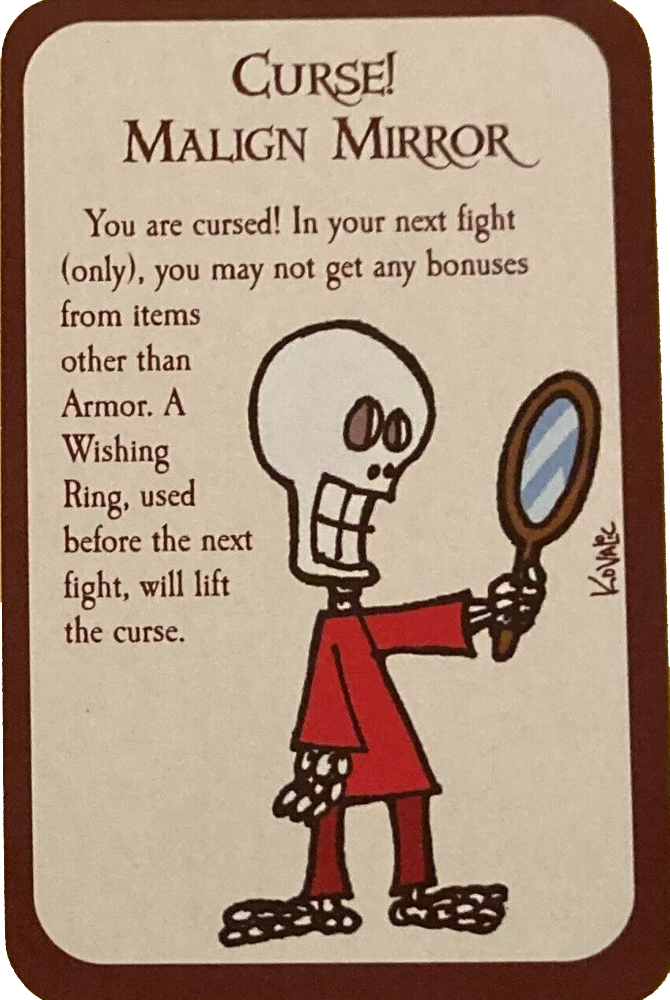 Curse!
Malign Mirror
You are cursed! In your next fight
(only), you may not get any bonuses
from items
other than
Armor. A
Wishing
Ring, used
before the next
fight, will lift
the curse.
Kovalic